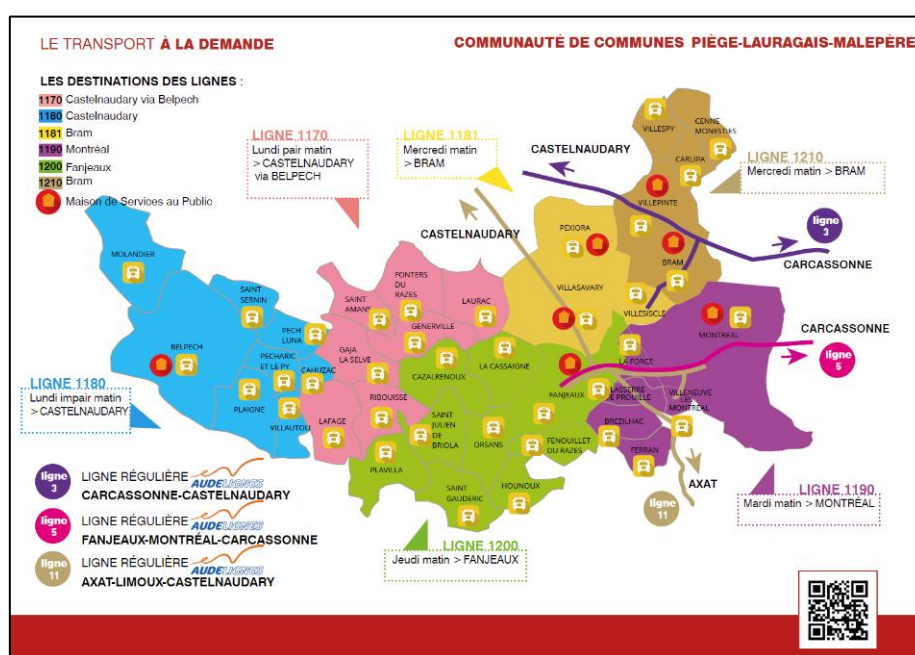 LE TRANSPORT À LA DEMANDE
COMMUNAUTÉ DE COMMUNES PIÈGE-LAURAGAIS-MALEPÈRE
LES DESTINATIONS DES LIGNES :
1170 Castelnaudary via Belpech
1180 Castelnaudary
1181 Bram
1190 Montréal
1200 Fanjeaux
1210 Bram
Maison de Services au Public
LIGNE 1170
Lundi pair matin
> CASTELNAUDARY
via BELPECH
LIGNE 1181
Mercredi matin
> BRAM
CASTELNAUDARY
CASTELNAUDARY
VILLESPY
CENNE
MONESTIES
CARLIPA
LIGNE 1210
Mercredi matin > BRAM
VILLEPINTE
PEXIORA
BRAM
ligne
3
CARCASSONNE
VILLASAVARY
VILLESISCLE
MONTREAL
CARCASSONNE
ligne
5
MOLANDIER
SAINT
SERNIN
PECH
LUNA
BELPECH
PECHARIC
ET LE PY
CAHUZAC
PLAIGNE
VILLAUTOU
LIGNE 1180
Lundi impair matin
> CASTELNAUDARY
SAINT
AMANS
FONTERS
DU
RAZES
LAURAC
GENERVILLE
GAJA
LA SELVE
RIBOUISSE
LAFAGE
CAZALRENOUX
LA CASSAIGNE
FANJEAUX
LA FORCE
LASSERRE
DE PROUILLE
VILLENEUVE
LES
MONTREAL
BREZILHAC
FERRAN
SAINT
JULIEN
DE
BRIOLA
ORSANS
FENOUILLET
DU RAZES
PLAVILLA
SAINT
GAUDERIC
HOUNOUX
AXAT
ligne
11
LIGNE 1190
Mardi matin > MONTRÉAL
LIGNE 1200
Jeudi matin > FANJEAUX
ligne
3
LIGNE RÉGULIÈRE AUDELIGNES
CARCASSONNE-CASTELNAUDARY
ligne
5
LIGNE RÉGULIÈRE AUDELIGNES
FANJEAUX-MONTRÉAL-CARCASSONNE
ligne
11
LIGNE RÉGULIÈRE AUDELIGNES
AXAT-LIMOUX-CASTELNAUDARY